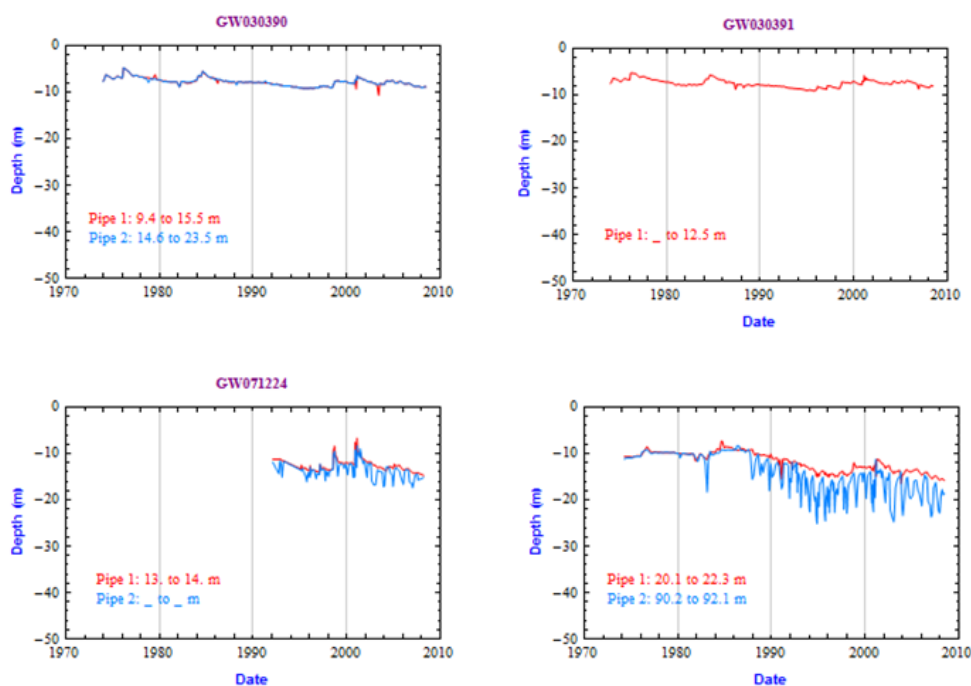 GW030390
0
−10
−20
−30
−40
−50
Depth (m)
Pipe 1: 9.4 to 15.5 m
Pipe 2: 14.6 to 23.5 m
1970 1980 1990 2000 2010
GW030391
0
−10
−20
−30
−40
−50
Depth (m)
Pipe 1: _ to 12.5 m
1970 1980 1990 2000 2010
Date
GW071224
0
−10
−20
−30
−40
−50
Depth (m)
Pipe 1: 13. to 14. m
Pipe 2: _ to _ m
1970 1980 1990 2000 2010
Date
0
−10
−20
−30
−40
−50
Depth (m)
Pipe 1: 20.1 to 22.3 m
Pipe 2: 90.2 to 92.1 m
1970 1980 1990 2000 2010
Date